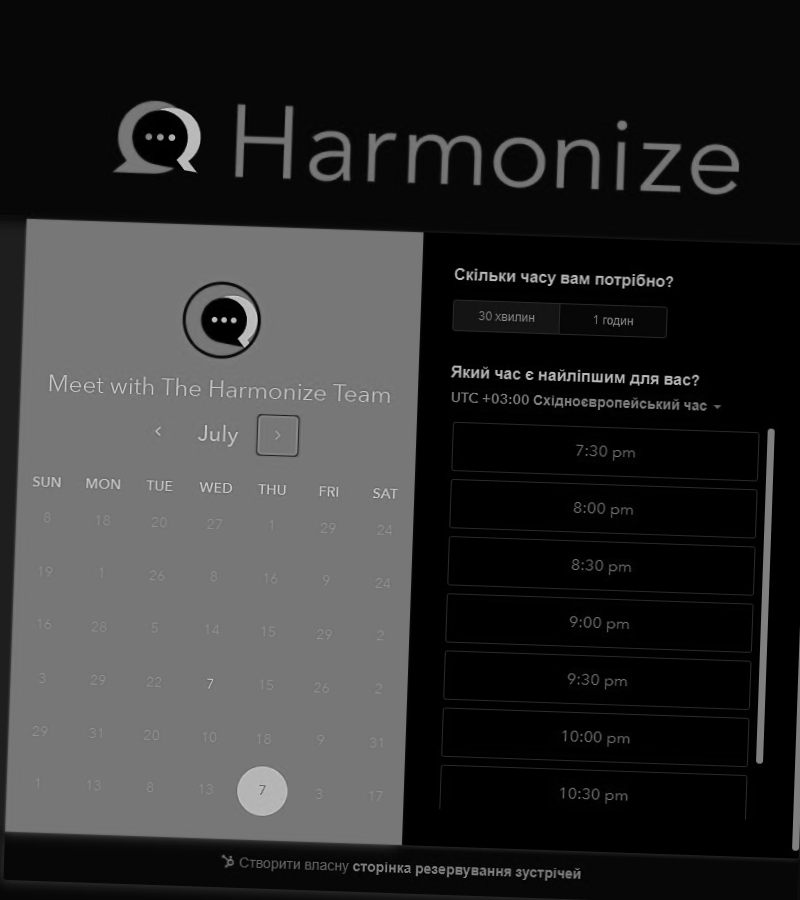 Harmonize
Meet with The Harmonize Team
July
SUN MON TUE WED THU FRI SAT
8 18 20 27 1 29 24
19 1 26 8 16 9 24
16 28 5 14 15 29 2
3 29 22 7 15 26 2
29 31 20 10 18 9 31
1 13 8 13 7 3 17
Скільки часу вам потрібно?
30 хвилин 1 годин
Який час є найліпшим для вас?
UTC +03:00 Східноєвропейський час
7:30 pm
8:00 pm
8:30 pm
9:00 pm
9:30 pm
10:00 pm
10:30 pm
Створити власну сторінка резервування зустрічей